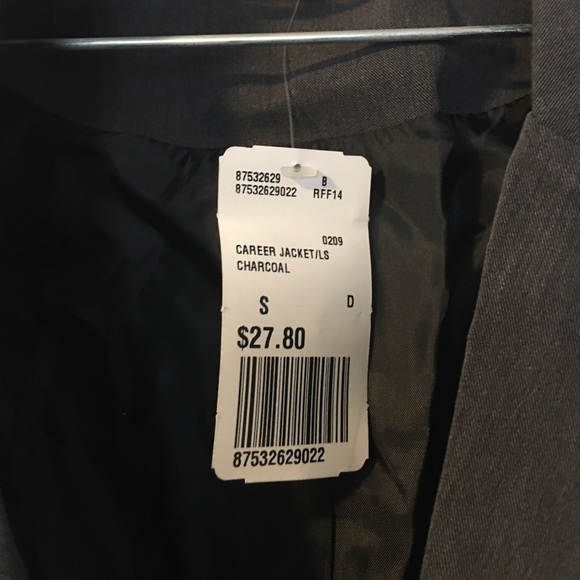 87532629 B
87532629022 RFF14
0209
CAREER JACKET/LS
CHARCOAL
S D
$27.80
87532629022